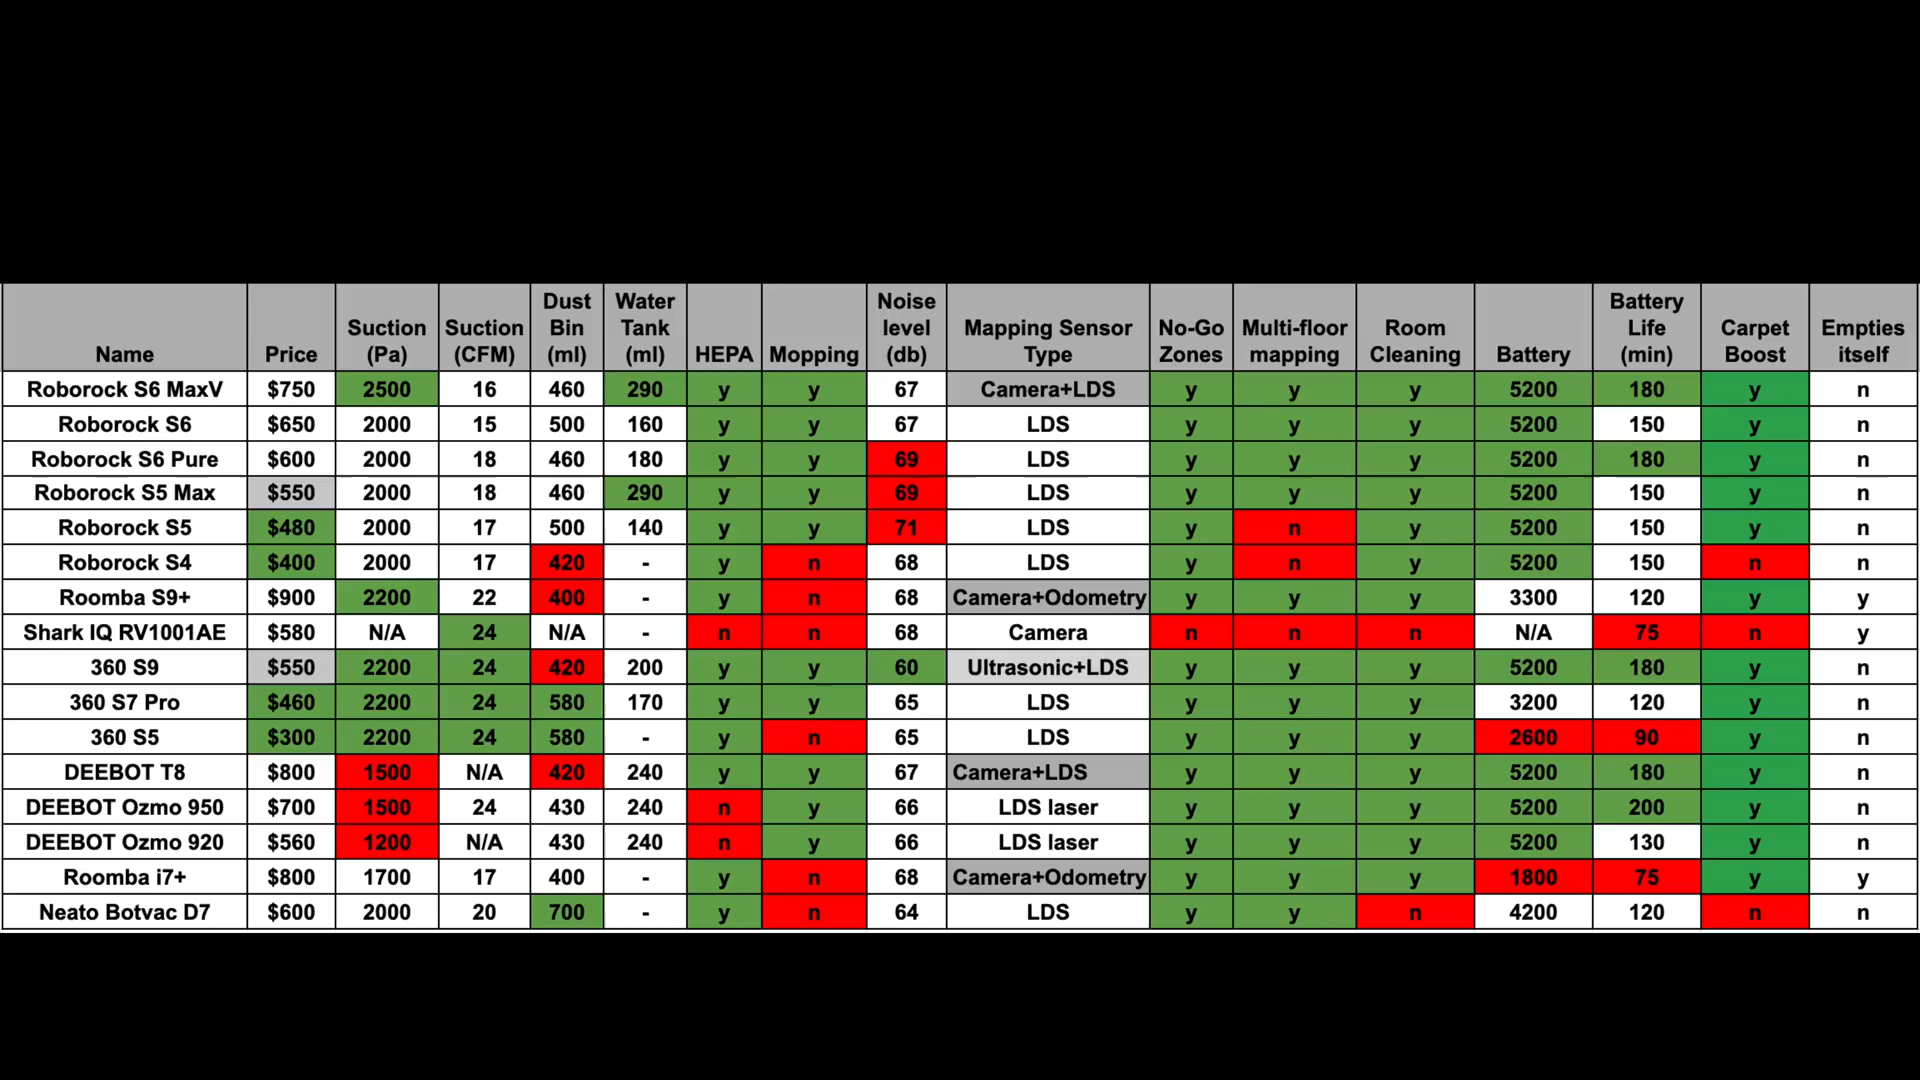 Name Price Suction (Pa) Suction (CFM) Dust Bin (ml) Water Tank (ml) HEPA Mopping Noise level (db) Mapping Sensor Type No-Go Zones Multi-floor mapping Room Cleaning Battery Battery Life (min) Carpet Boost Empties itself
Roborock S6 MaxV $750 2500 16 460 290 y y 67 Camera+LDS y y y 5200 180 y n
Roborock S6 $650 2000 15 500 160 y y 67 LDS y y y 5200 150 y n
Roborock S6 Pure $600 2000 18 460 180 y y 69 LDS y y y 5200 180 y n
Roborock S5 Max $550 2000 18 460 290 y y 69 LDS y y y 5200 150 y n
Roborock S5 $480 2000 17 500 140 y y 71 LDS y n y 5200 150 y n
Roborock S4 $400 2000 17 420 - y n 68 LDS y n y 5200 150 n n
Roomba S9+ $900 2200 22 400 - y n 68 Camera+Odometry y y y 3300 120 y y
Shark IQ RV1001AE $580 N/A 24 N/A - n n 68 Camera n n n N/A 75 n y
360 S9 $550 2200 24 420 200 y y 60 Ultrasonic+LDS y y y 5200 180 y n
360 S7 Pro $460 2200 24 580 170 y y 65 LDS y y y 3200 120 y n
360 S5 $300 2200 24 580 - y n 65 LDS y y y 2600 90 y n
DEEBOT T8 $800 1500 N/A 420 240 y y 67 Camera+LDS y y y 5200 180 y n
DEEBOT Ozmo 950 $700 1500 24 430 240 n y 66 LDS laser y y y 5200 200 y n
DEEBOT Ozmo 920 $560 1200 N/A 430 240 n y 66 LDS laser y y y 5200 130 y n
Roomba i7+ $800 1700 17 400 - y n 68 Camera+Odometry y y y 1800 75 y y
Neato Botvac D7 $600 2000 20 700 - y n 64 LDS y y n 4200 120 n n